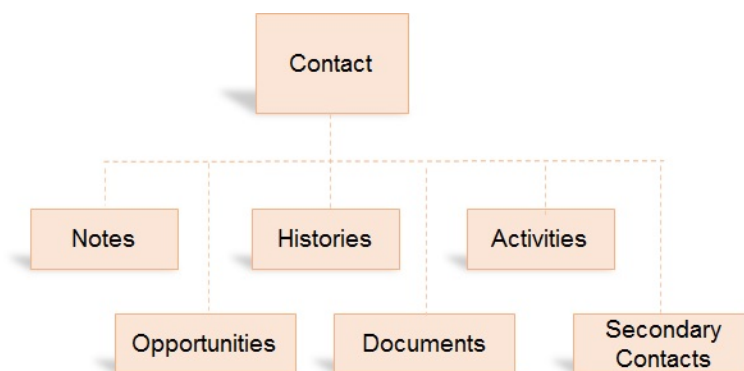 Contact
Notes
Histories
Activities
Opportunities
Documents
Secondary
Contacts